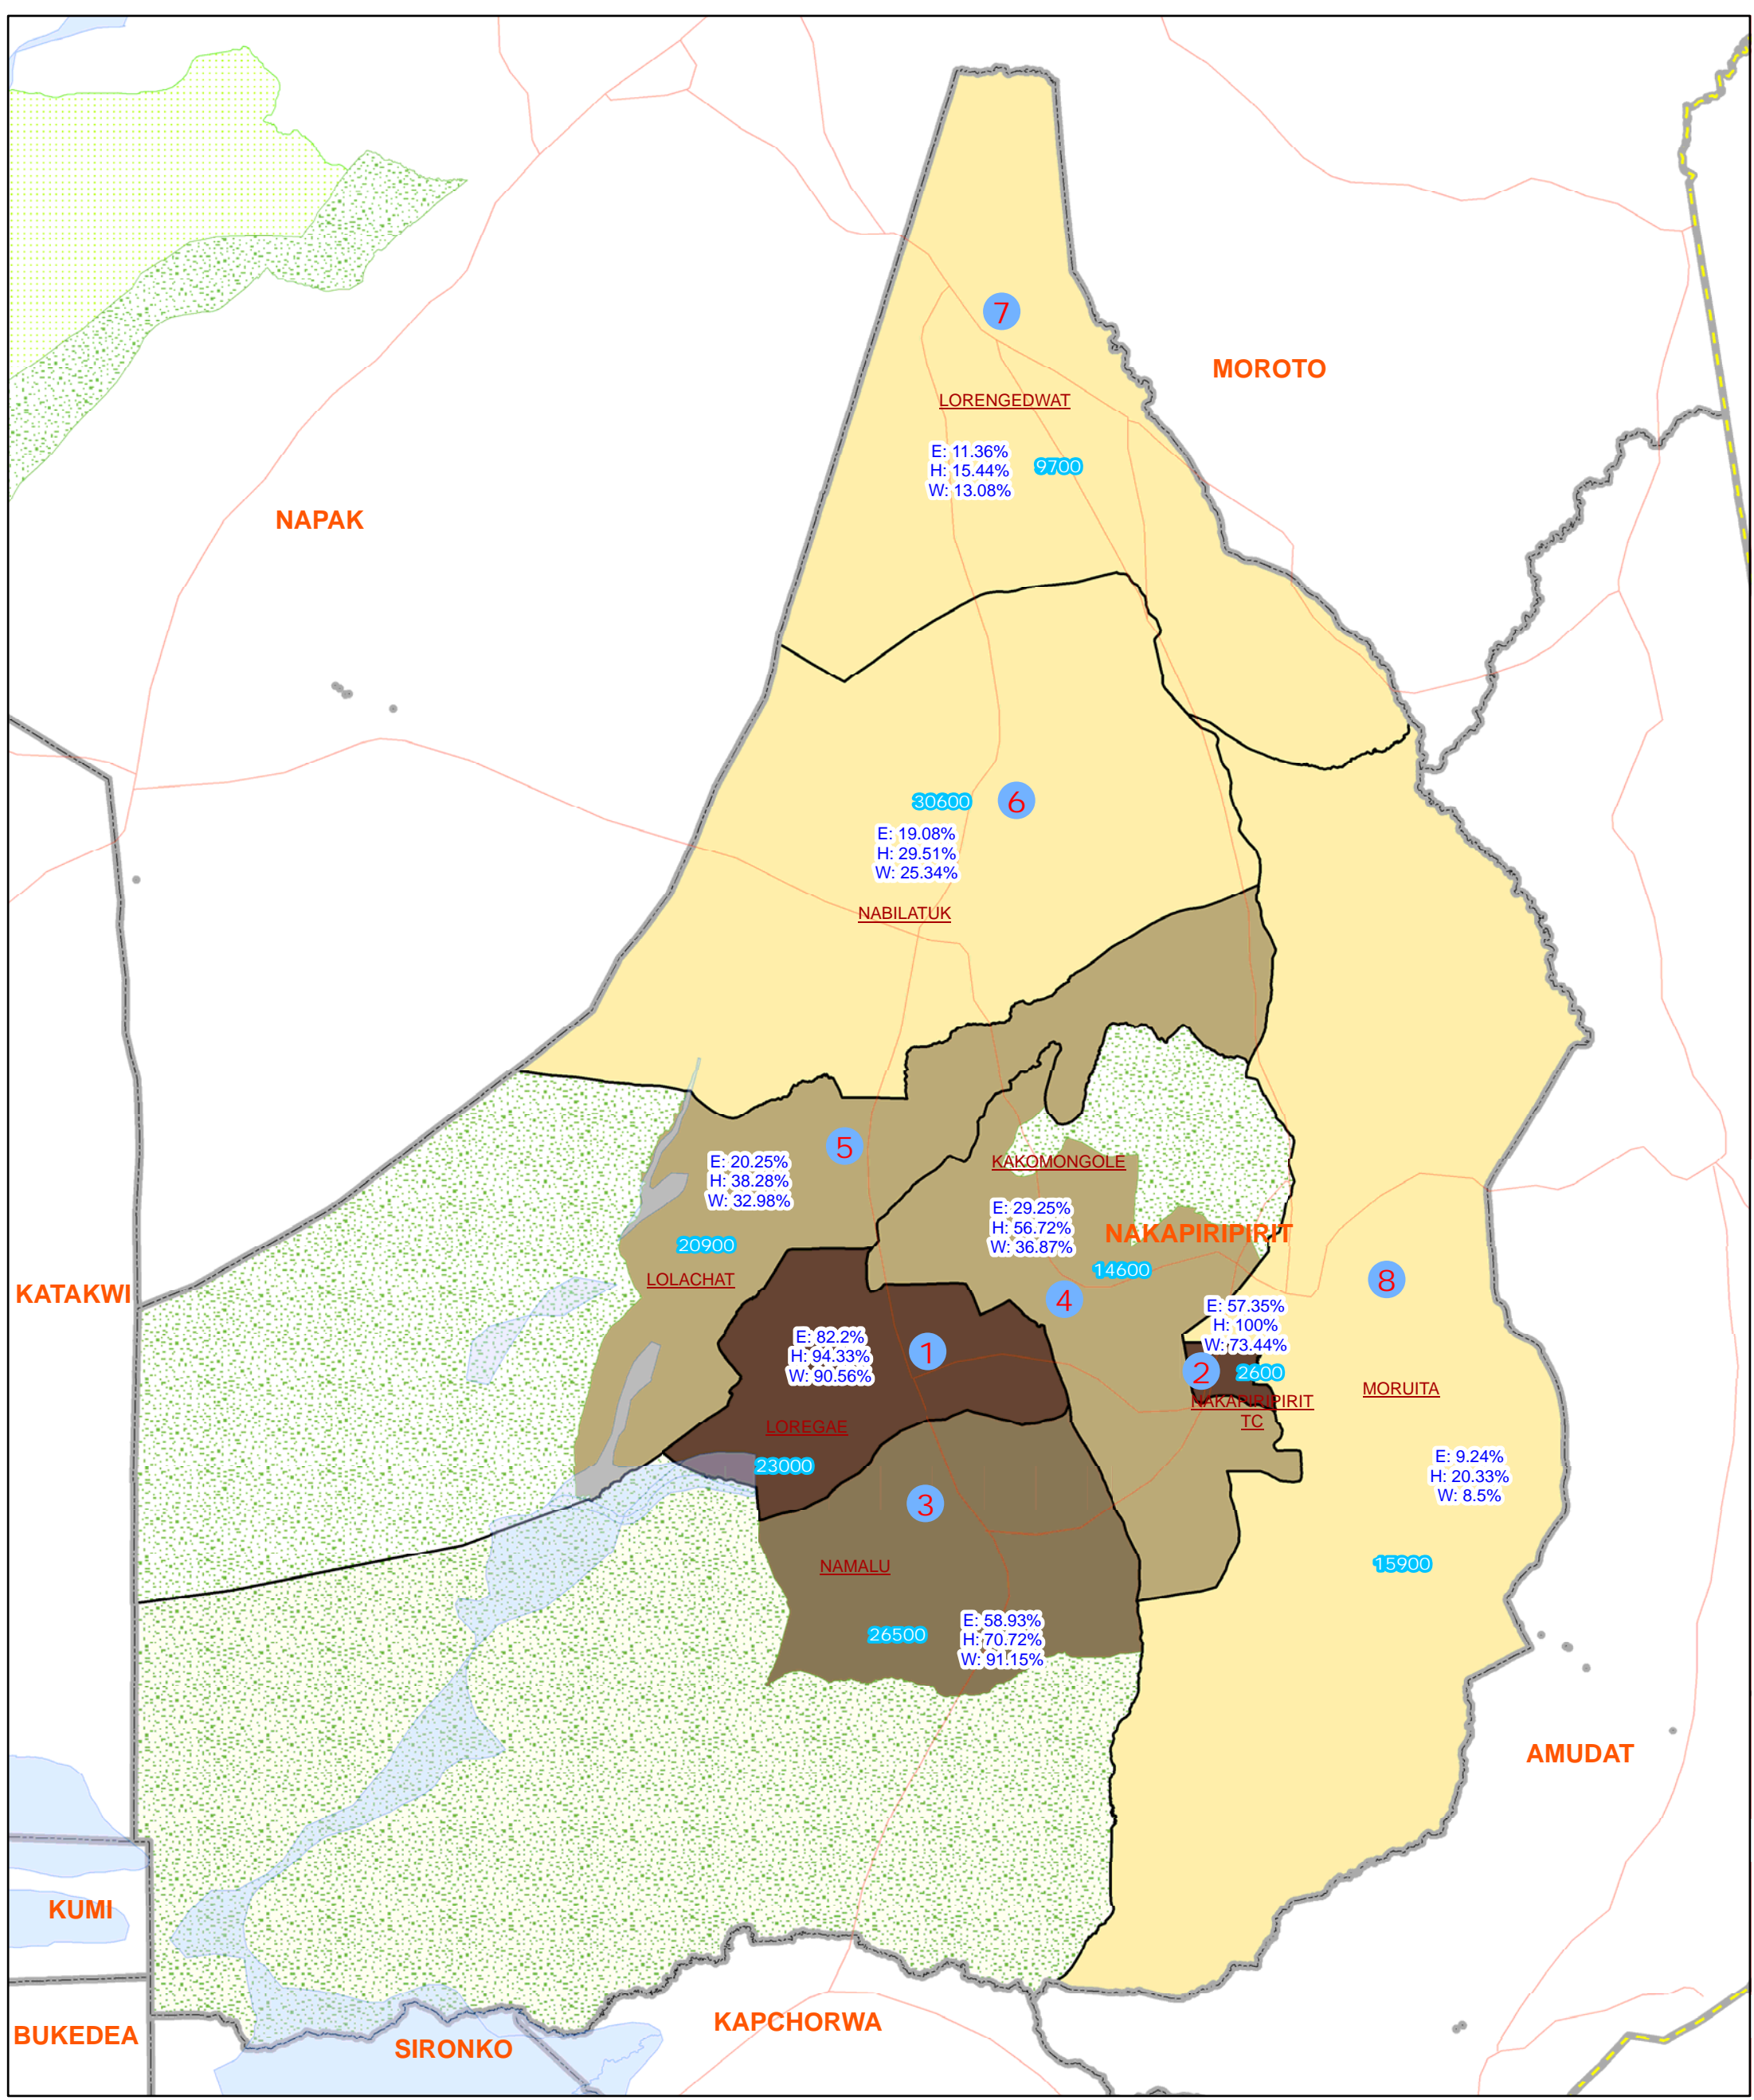 7
MOROTO
LORENGEDWAT
E: 11.36%
H: 15.44%
W: 13.08%
9700
NAPAK
30600
6
E: 19.08%
H: 29.51%
W: 25.34%
NABILATUK
5
E: 20.25%
H: 38.28%
W: 32.98%
20900
LOLACHAT
KAKOMONGOLE
E: 29.25%
H: 56.72%
W: 36.87%
NAKAPIRIPIRIT
14600
4
8
KATAKWI
E: 57.35%
H: 100%
W: 73.44%
2
2600
NAKAPIRIPIRIT
TC
E: 82.2%
H: 94.33%
W: 90.56%
1
LOREGAE
23000
MORUITA
E: 9.24%
H: 20.33%
W: 8.5%
15900
3
NAMALU
26500
E: 58.93%
H: 70.72%
W: 91.15%
AMUDAT
KUMI
BUKEDEA
SIRONKO
KAPCHORWA